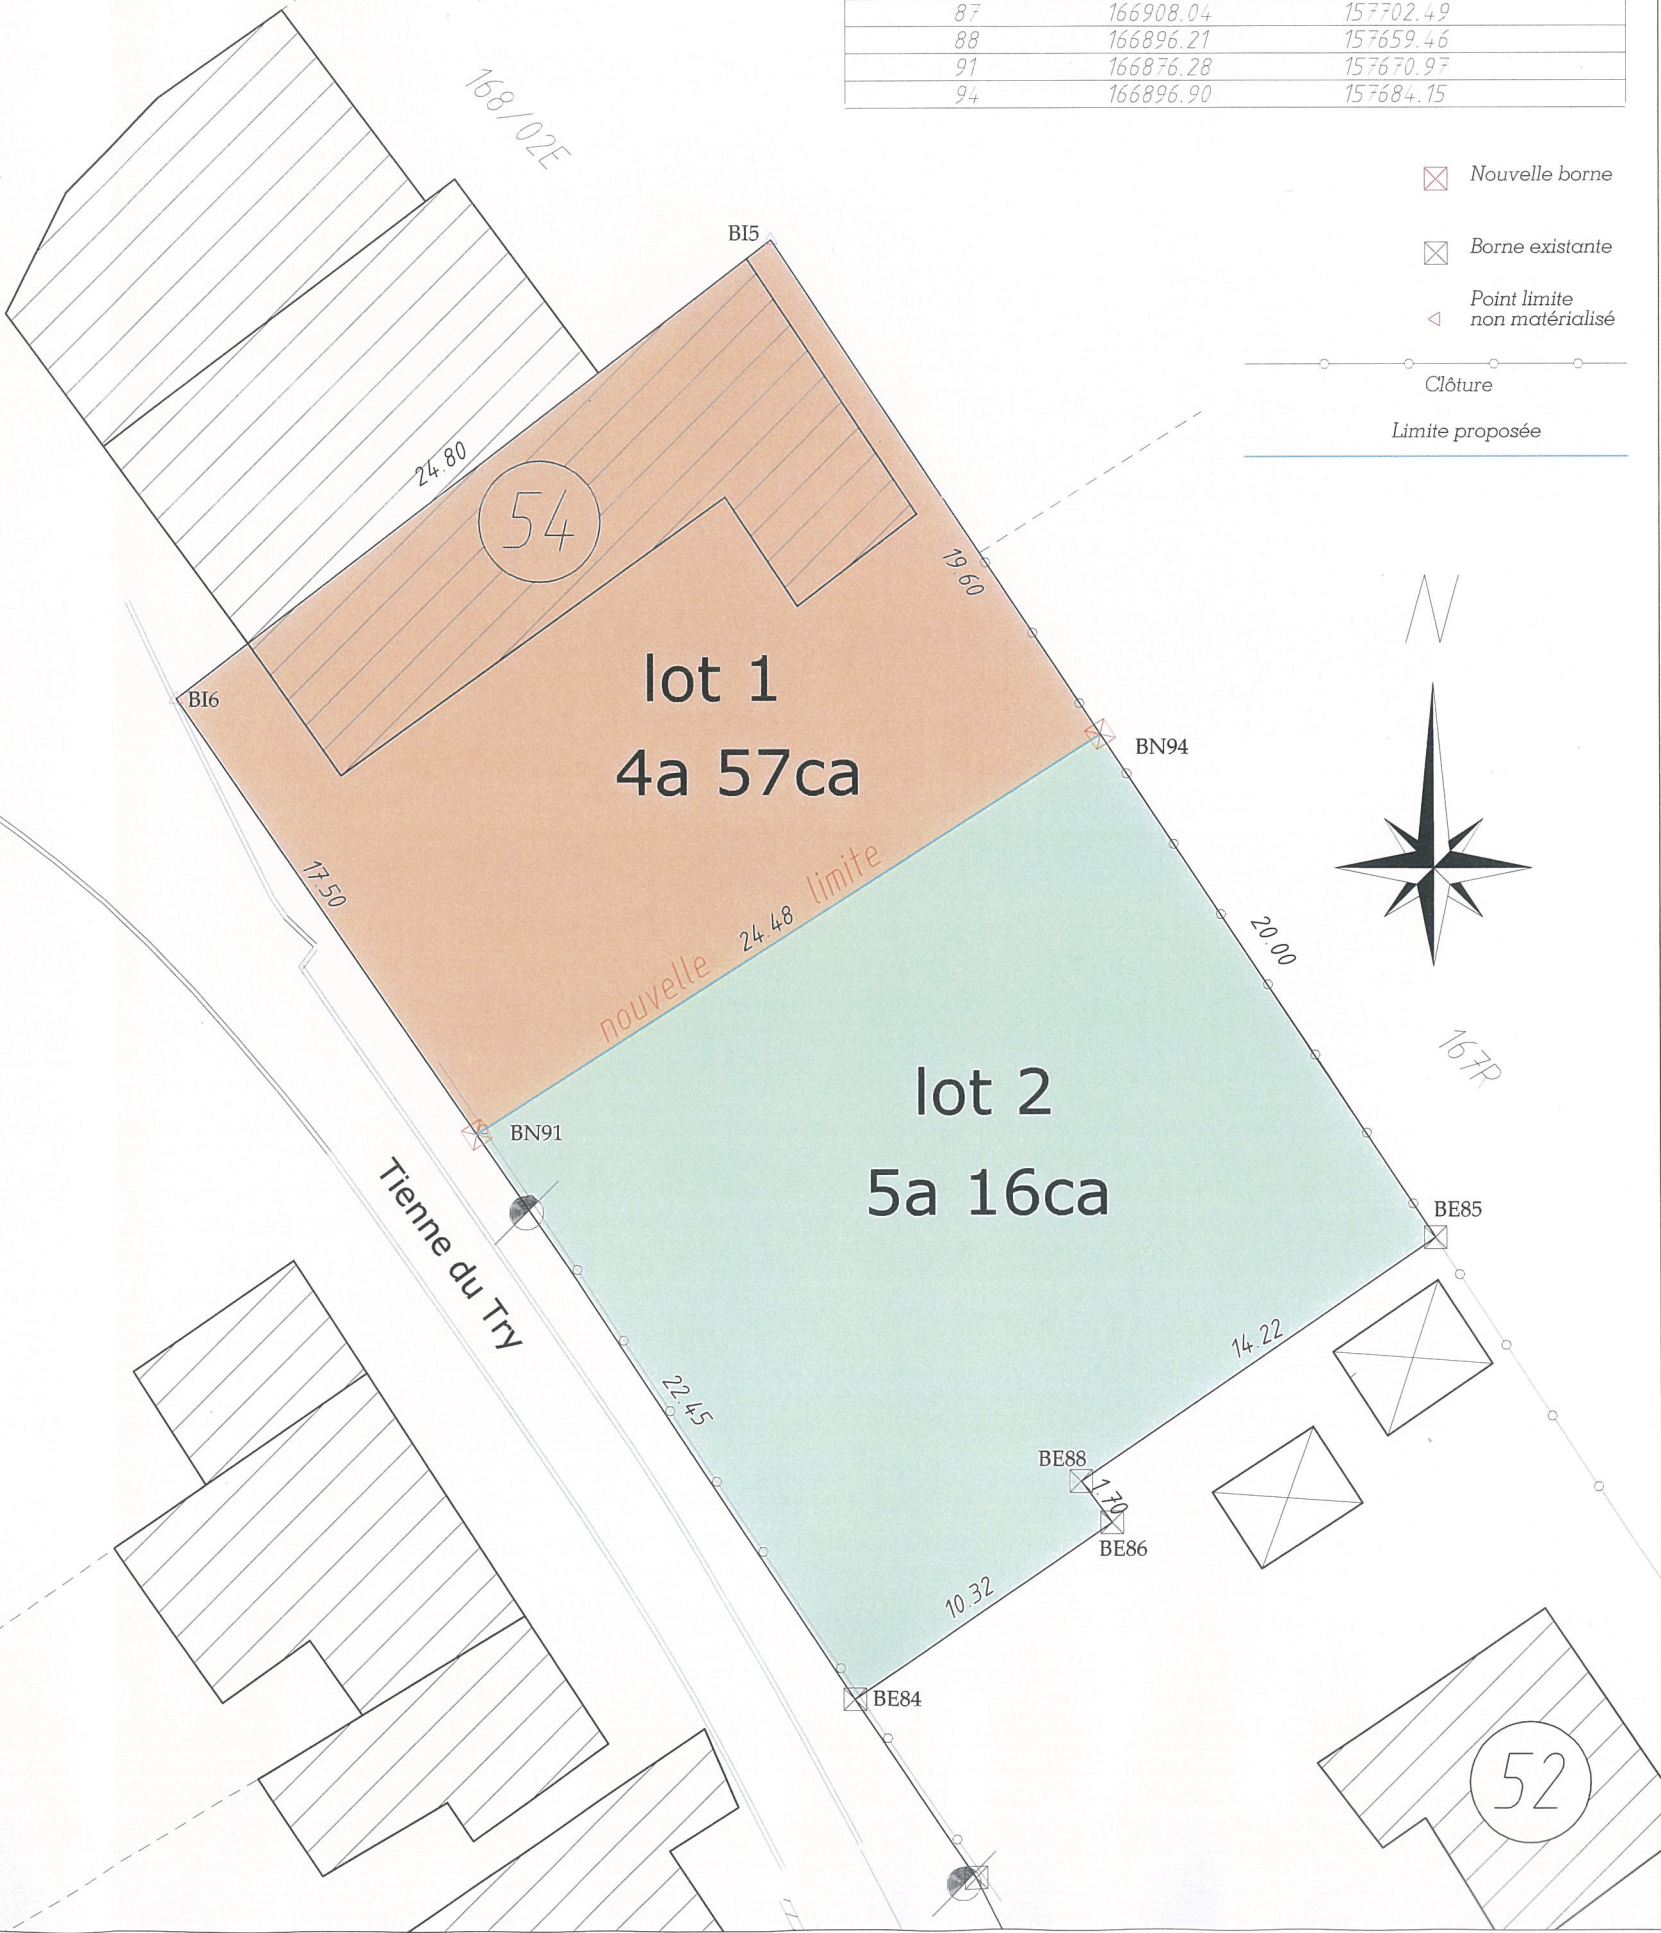 87 166908.04 157702.49
88 166896.21 157659.46
91 166876.28 157670.97
94 166896.90 157684.15
168/02E
Nouvelle borne
Borne existante
Point limite
non matérialisé
Clôture
Limite proposée
N
BI5
24.80
54
19.60
lot 1
4a 57ca
BI6
BN94
17.50
nouvelle limite
24.48
20.00
167R
lot 2
5a 16ca
BN91
Tienne du Try
BE85
22.45
14.22
BE88
1.70
BE86
10.32
BE84
52